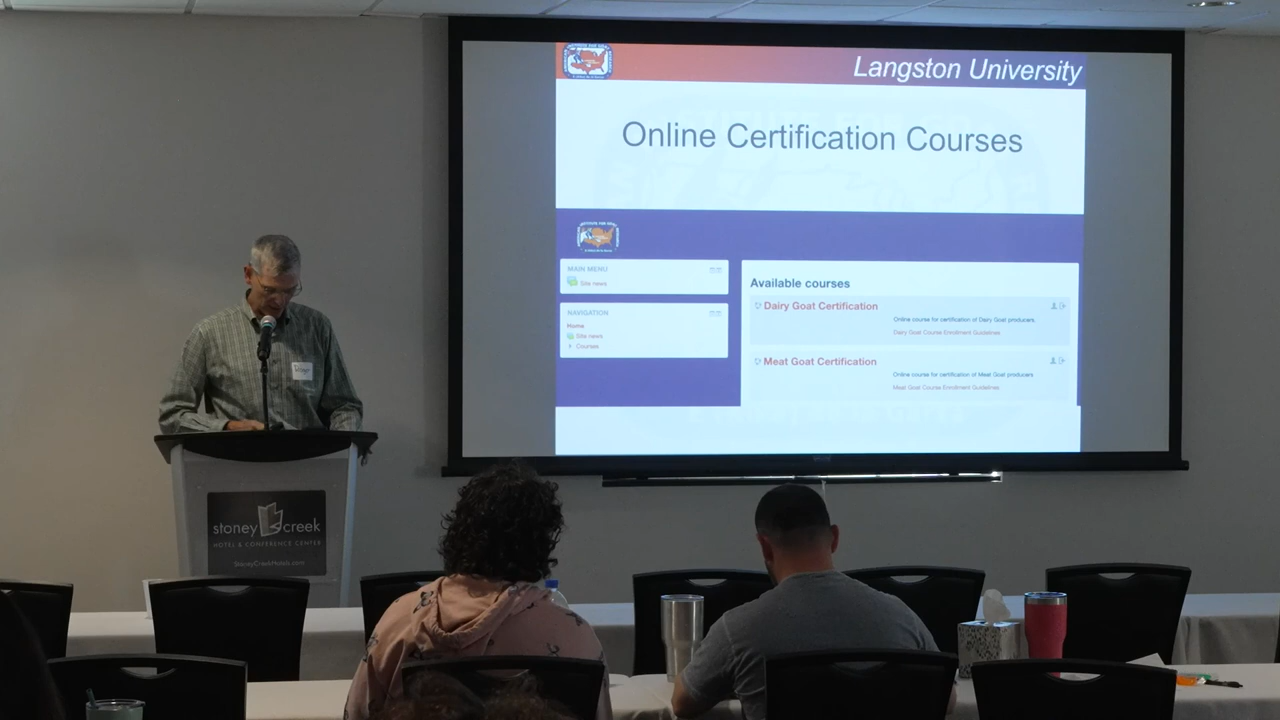 Langston University
Online Certification Courses
MAIN MENU
Site news
NAVIGATION
Home
Site news
Courses
Available courses
Dairy Goat Certification
Online course for certification of Dairy Goat producers.
Dairy Goat Course Enrollment Guidelines
Meat Goat Certification
Online course for certification of Meat Goat producers
Meat Goat Course Enrollment Guidelines
stoney creek
HOTEL & CONFERENCE CENTER
StoneyCreekHotels.com